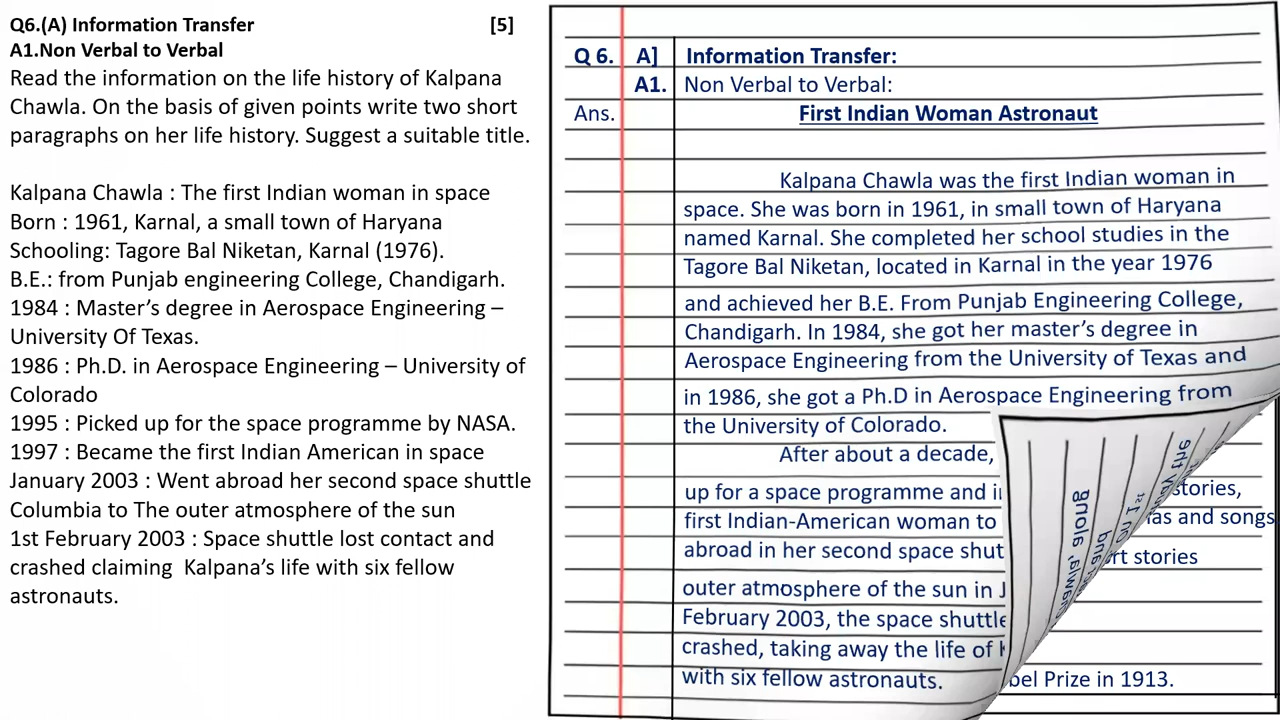 Q6.(A) Information Transfer [5]
A1.Non Verbal to Verbal
Read the information on the life history of Kalpana
Chawla. On the basis of given points write two short
paragraphs on her life history. Suggest a suitable title.
Kalpana Chawla : The first Indian woman in space
Born : 1961, Karnal, a small town of Haryana
Schooling: Tagore Bal Niketan, Karnal (1976).
B.E.: from Punjab engineering College, Chandigarh.
1984 : Master's degree in Aerospace Engineering –
University Of Texas.
1986 : Ph.D. in Aerospace Engineering – University of
Colorado
1995 : Picked up for the space programme by NASA.
1997 : Became the first Indian American in space
January 2003 : Went abroad her second space shuttle
Columbia to The outer atmosphere of the sun
1st February 2003 : Space shuttle lost contact and
crashed claiming Kalpana's life with six fellow
astronauts.
Q 6. A] Information Transfer:
A1. Non Verbal to Verbal:
Ans. First Indian Woman Astronaut
Kalpana Chawla was the first Indian woman in
space. She was born in 1961, in small town of Haryana
named Karnal. She completed her school studies in the
Tagore Bal Niketan, located in Karnal in the year 1976
and achieved her B.E. From Punjab Engineering College,
Chandigarh. In 1984, she got her master's degree in
Aerospace Engineering from the University of Texas and
in 1986, she got a Ph.D in Aerospace Engineering from
the University of Colorado.
After about a decade,
up for a space programme and
first Indian-American woman to
abroad in her second space
outer atmosphere of the sun in
February 2003, the space shuttle
crashed, taking away the life of
with six fellow astronauts.
stories,
and songs
stories
Prize in 1913.